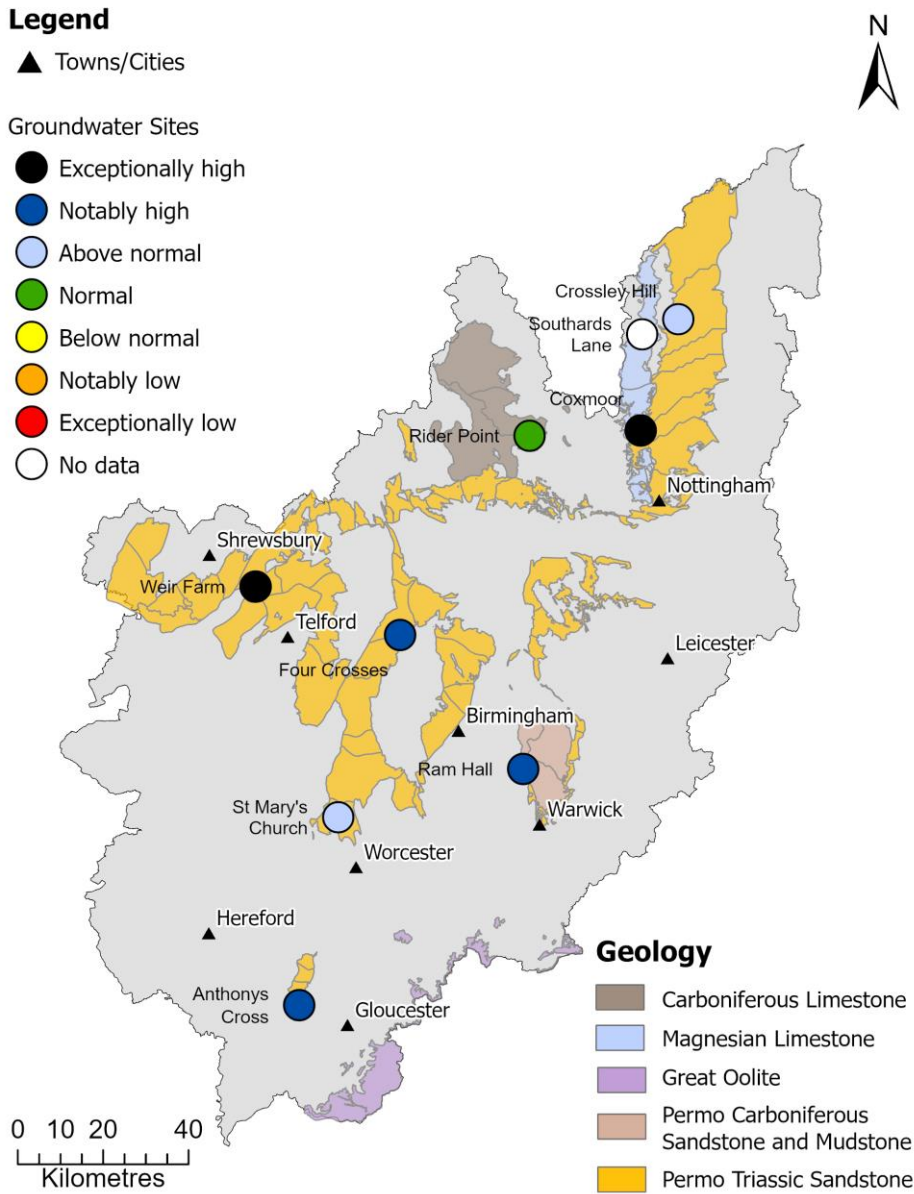 Legend
Towns/Cities
Groundwater Sites
Exceptionally high
Notably high
Above normal
Normal
Below normal
Notably low
Exceptionally low
No data
N
Crossley Hill
Southards
Lane
Coxmoor
Rider Point
Nottingham
Shrewsbury
Weir Farm
Telford
Four Crosses
Leicester
Birmingham
Ram Hall
St Mary's
Church
Warwick
Worcester
Hereford
Anthonys
Cross
Gloucester
Geology
Carboniferous Limestone
Magnesian Limestone
Great Oolite
Permo Carboniferous
Sandstone and Mudstone
Permo Triassic Sandstone
0 10 20 40
Kilometres